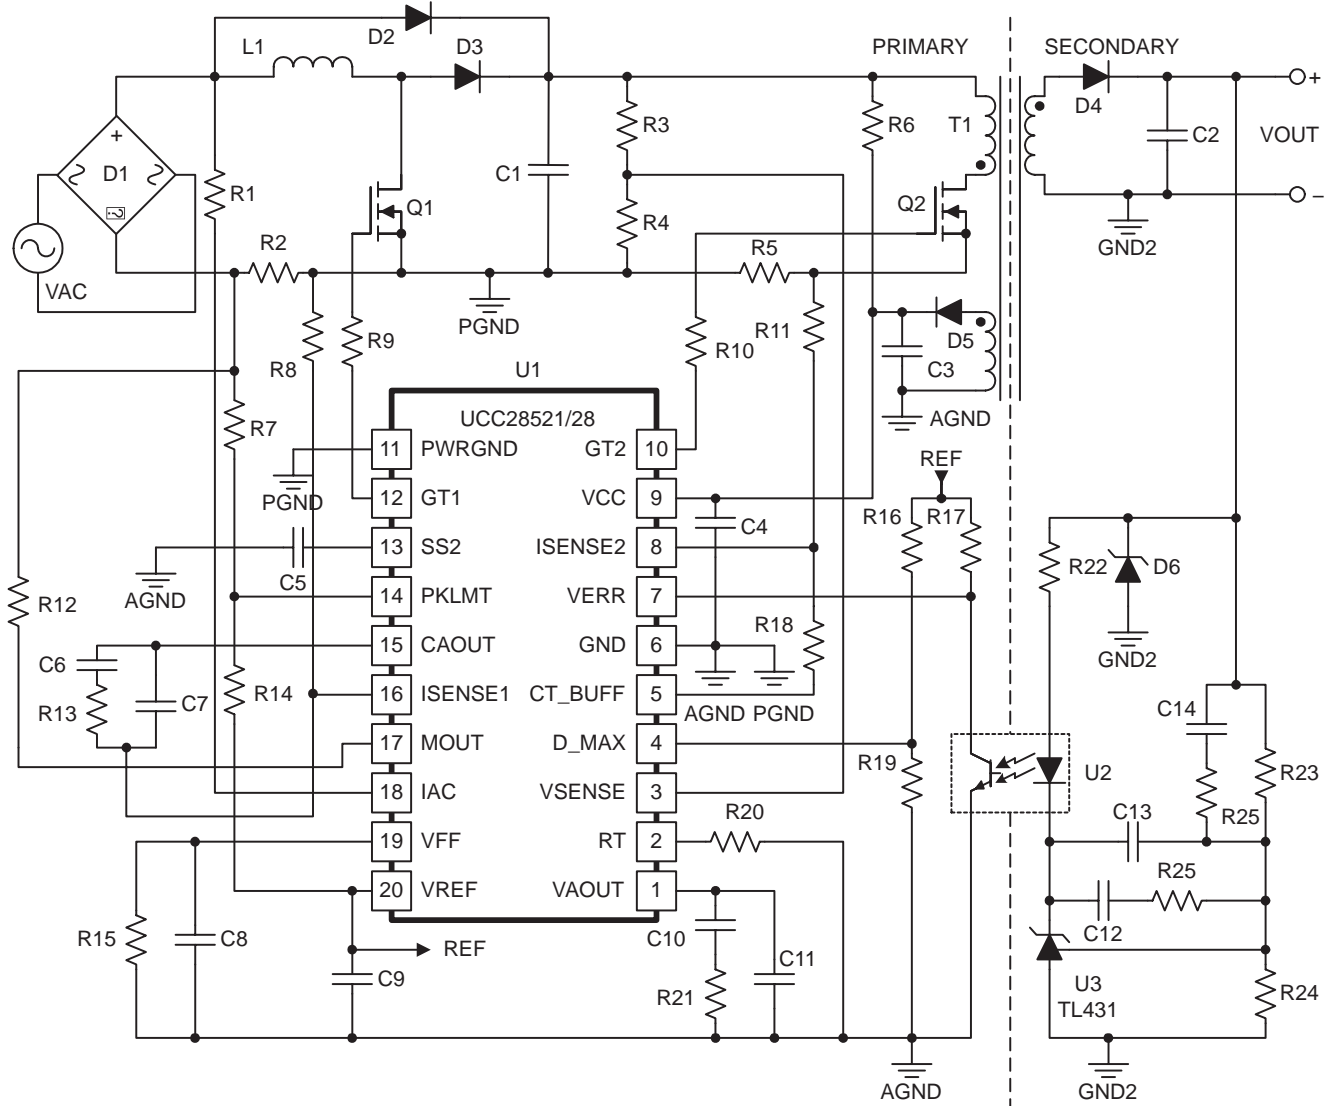 D2
L1
D3
PRIMARY
SECONDARY
+
D4
R3
R6
T1
C2
VOUT
+
D1
R1
C1
Q1
R4
Q2
−
GND2
R2
R5
VAC
PGND
R8
R9
R10
R11
D5
C3
AGND
U1
UCC28521/28
R7
11 PWRGND
GT2 10
REF
PGND
12 GT1
VCC 9
C4
R16
R17
13 SS2
ISENSE2 8
C5
AGND
R22
D6
R12
14 PKLMT
VERR 7
R18
C6
15 CAOUT
GND 6
GND2
R13
C7
R14
16 ISENSE1
CT_BUFF 5
AGND
PGND
C14
17 MOUT
D_MAX 4
R19
U2
R23
18 IAC
VSENSE 3
R20
C13
R25
19 VFF
RT 2
20 VREF
VAOUT 1
R25
R15
C8
REF
C10
C12
C9
C11
R21
U3
TL431
R24
AGND
GND2